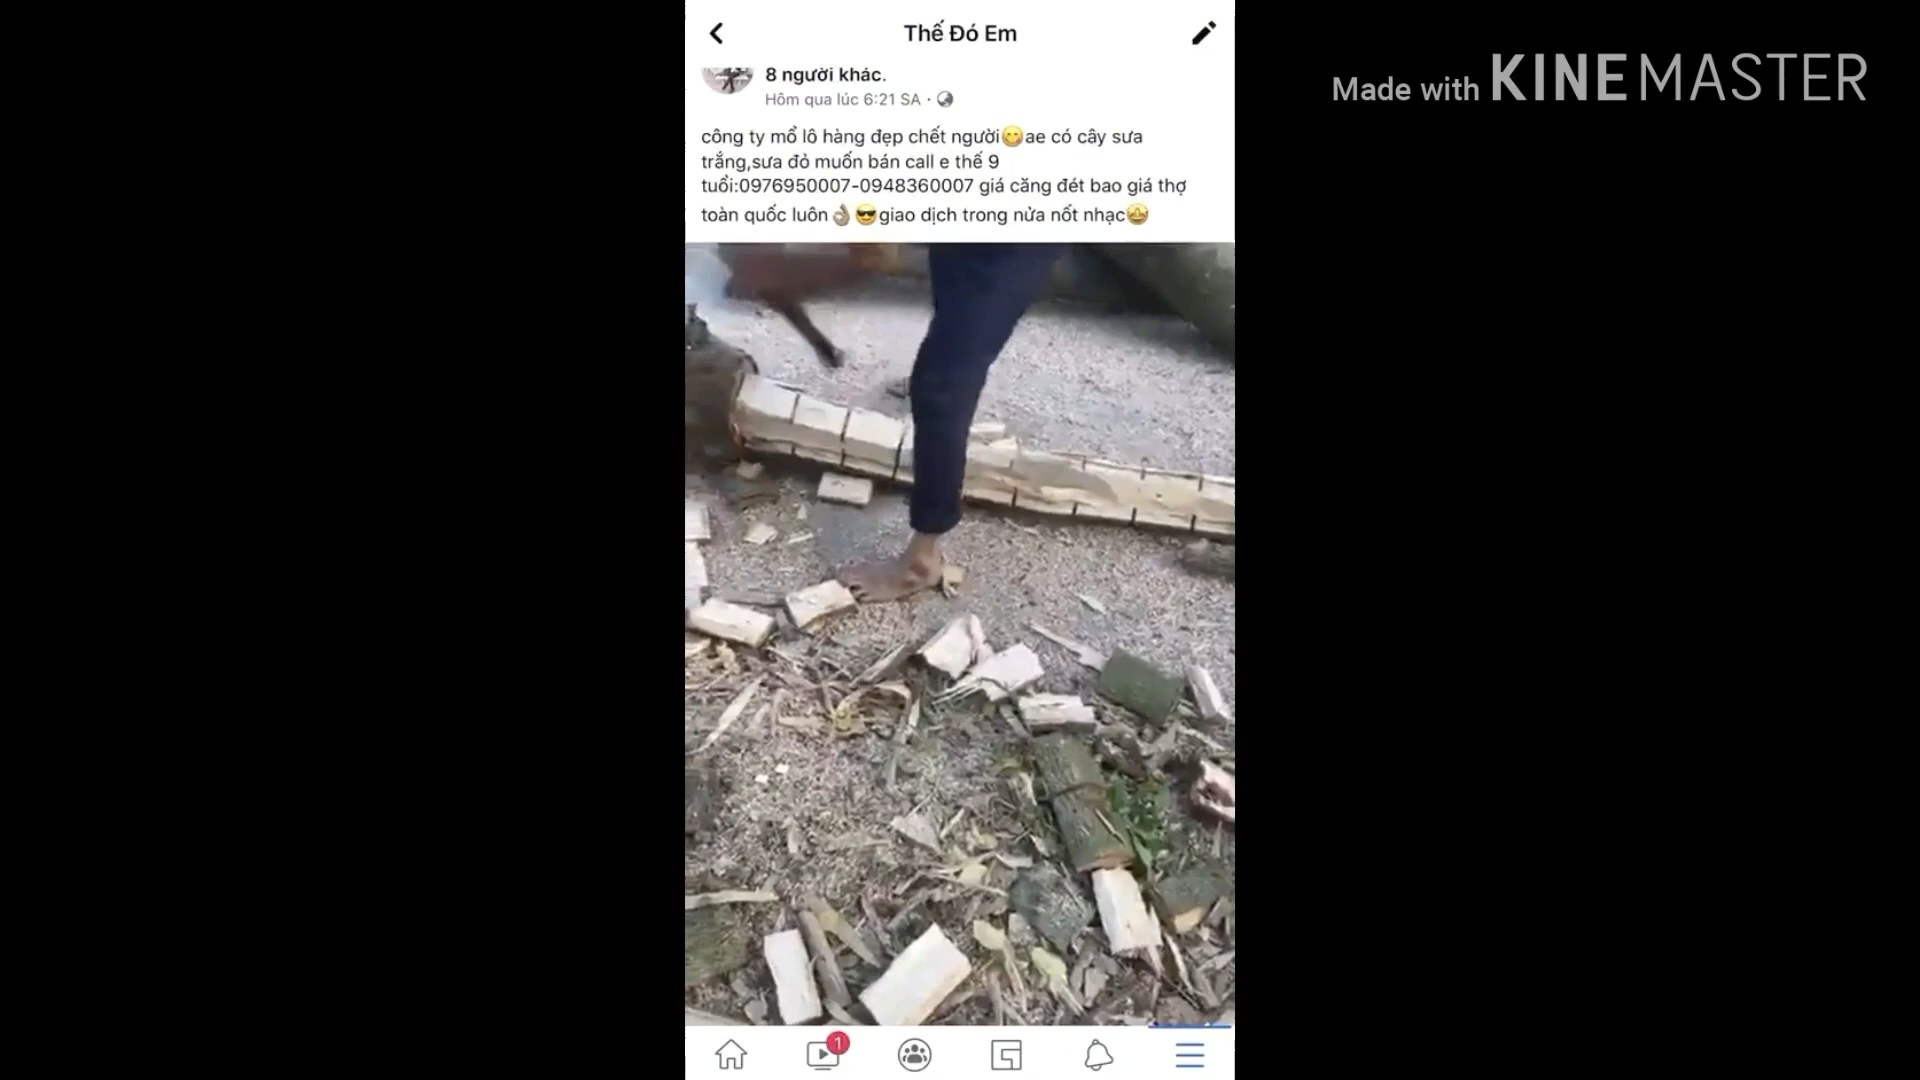 Thế Đó Em
Made with KINEMASTER
8 người khác.
Hôm qua lúc 6:21 SA ·
công ty mổ lô hàng đẹp chết người😋ae có cây sưa
trắng,sưa đỏ muốn bán call e thế 9
tuổi:0976950007-0948360007 giá căng đét bao giá thợ
toàn quốc luôn👌🏽😎giao dịch trong nửa nốt nhạc🤩
1